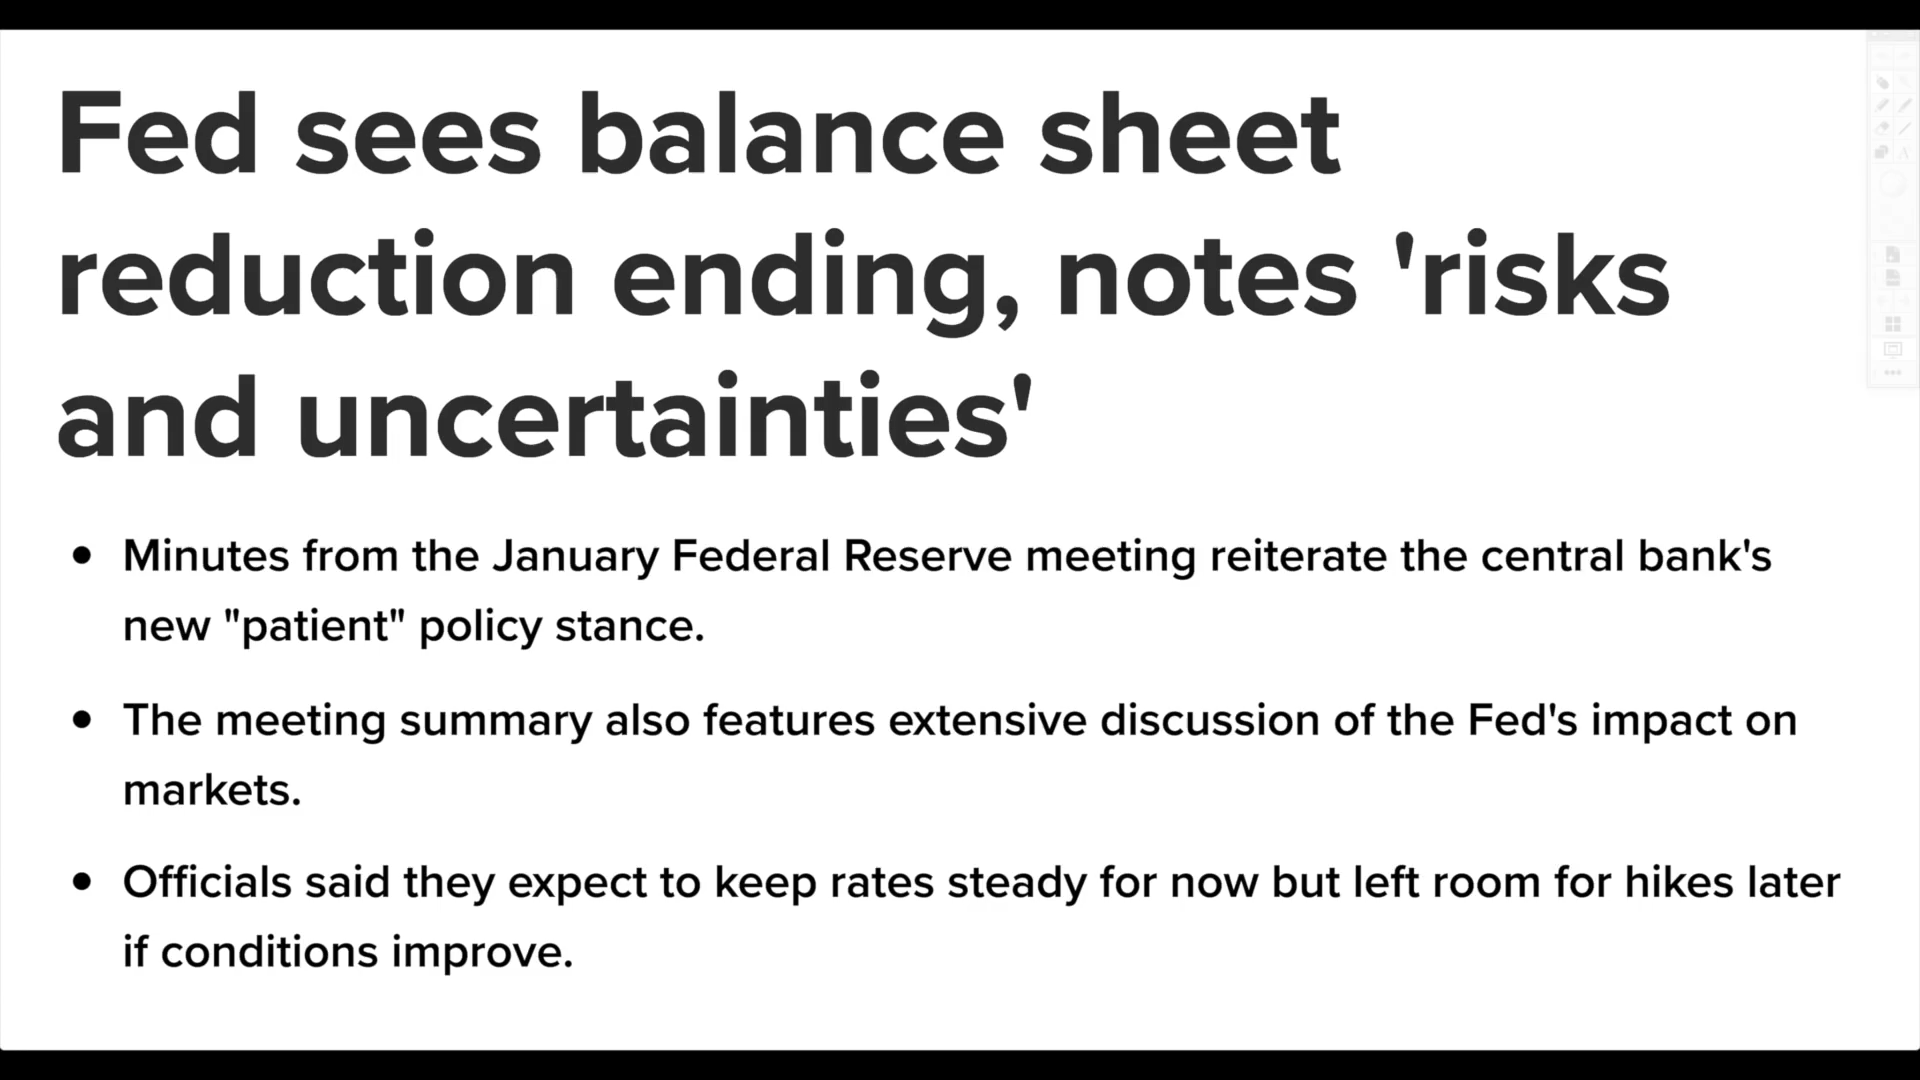 Fed sees balance sheet
reduction ending, notes 'risks
and uncertainties'
• Minutes from the January Federal Reserve meeting reiterate the central bank's
new "patient" policy stance.
• The meeting summary also features extensive discussion of the Fed's impact on
markets.
• Officials said they expect to keep rates steady for now but left room for hikes later
if conditions improve.